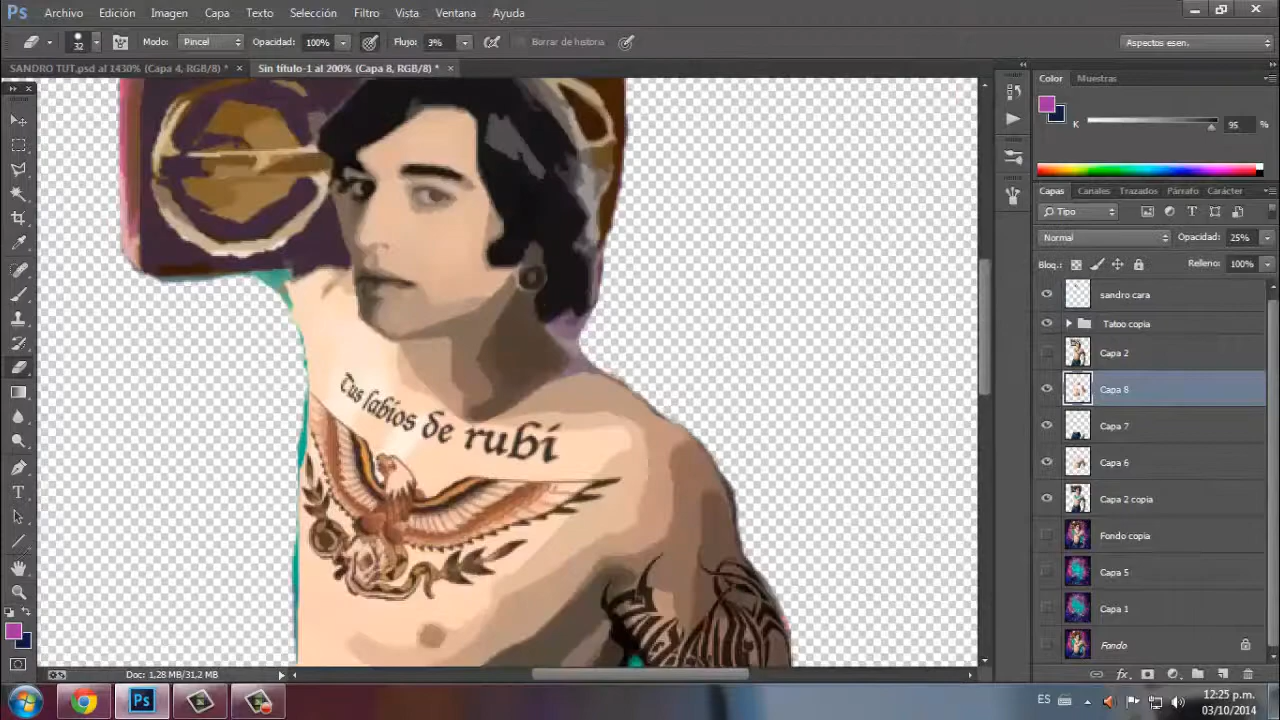 Ps Archivo Edición Imagen Capa Texto Selección Filtro Vista Ventana Ayuda
32 Modo: Pincel Opacidad: 100% Flujo: 3% Borrar de historia Aspectos esen.
SANDRO TUT.psd al 1430% (Capa 4, RGB/8) * × Sin título-1 al 200% (Capa 8, RGB/8) * ×
Color Muestras
K 95 %
Capas Canales Trazados Párrafo Carácter
Tipo
Normal Opacidad: 25%
Bloq.: Relleno: 100%
sandro cara
Tatoo copia
Capa 2
Capa 8
Capa 7
Capa 6
Capa 2 copia
Fondo copia
Capa 5
Capa 1
Fondo
Tus labios de rubí
Doc: 1,28 MB/31,2 MB
Ps ES 12:25 p.m.
03/10/2014